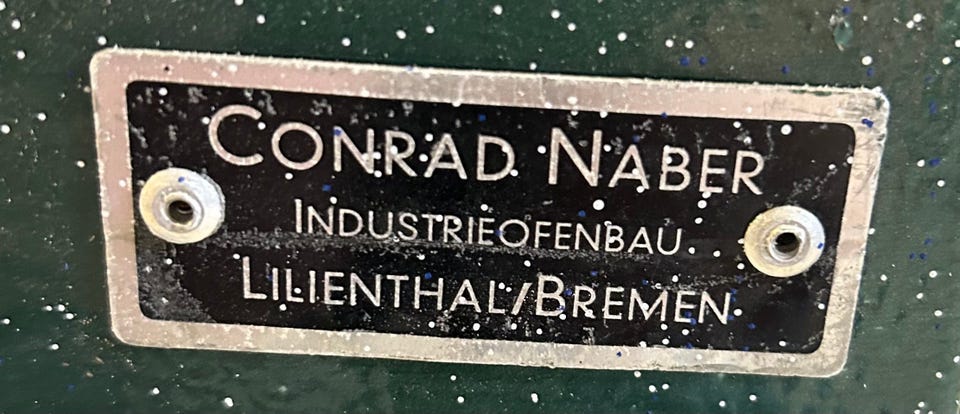 CONRAD NABER
INDUSTRIEOFENBAU
LILIENTHAL/BREMEN